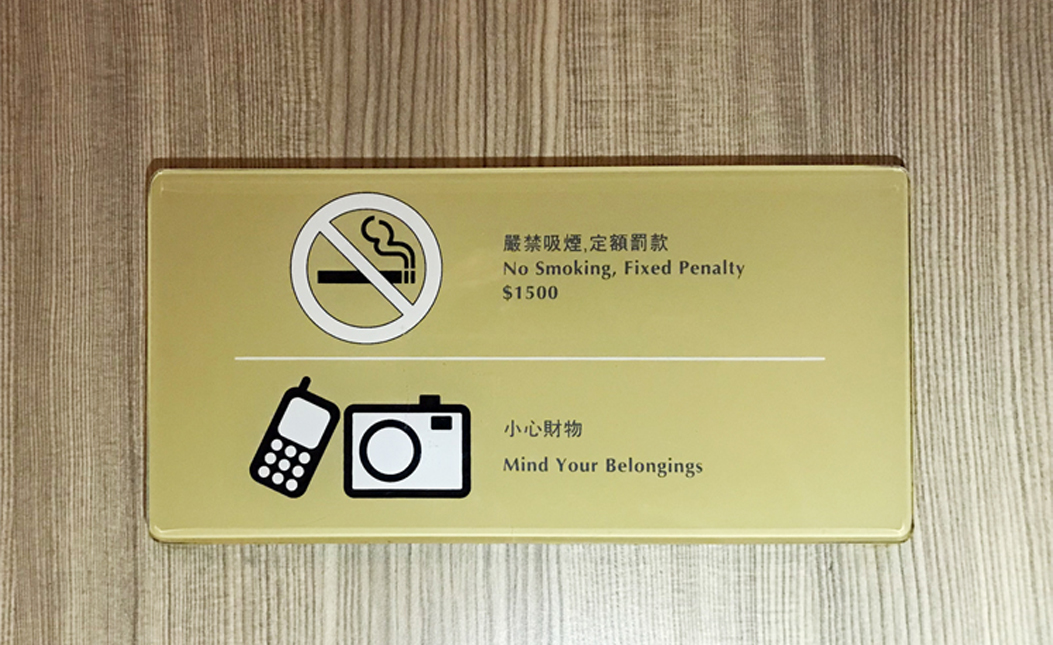 嚴禁吸煙,定額罰款
No Smoking, Fixed Penalty
$1500
小心財物
Mind Your Belongings